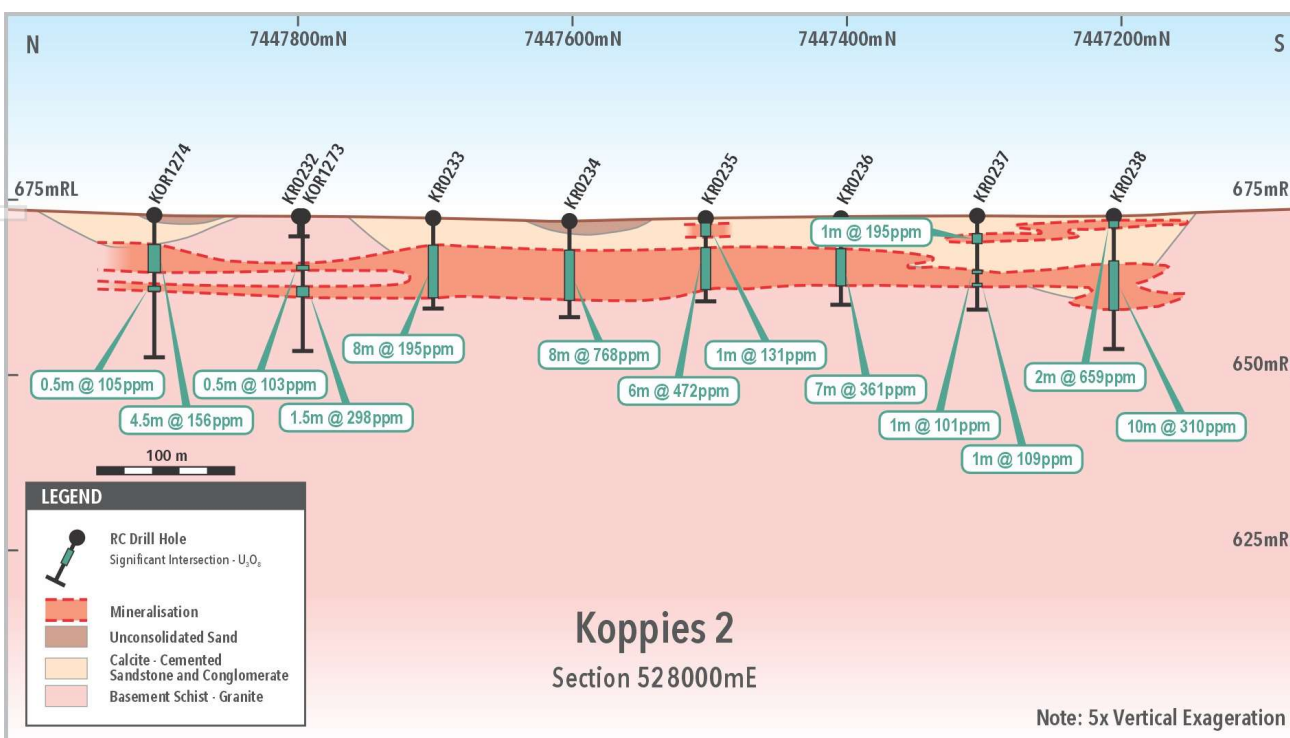 N
7447800mN
7447600mN
7447400mN
7447200mN
S
KOR1274
KR0232
KOR1273
KR0233
KR0234
KR0235
KR0236
KR0237
KR0238
675mRL
675mR
1m @ 195ppm
8m @ 195ppm
8m @ 768ppm
1m @ 131ppm
650mR
0.5m @ 105ppm
0.5m @ 103ppm
6m @ 472ppm
7m @ 361ppm
2m @ 659ppm
4.5m @ 156ppm
1.5m @ 298ppm
1m @ 101ppm
10m @ 310ppm
1m @ 109ppm
100 m
LEGEND
RC Drill Hole
Significant Intersection - U₃O₈
Mineralisation
Unconsolidated Sand
Calcite - Cemented
Sandstone and Conglomerate
Basement Schist - Granite
625mR
Koppies 2
Section 528000mE
Note: 5x Vertical Exageration